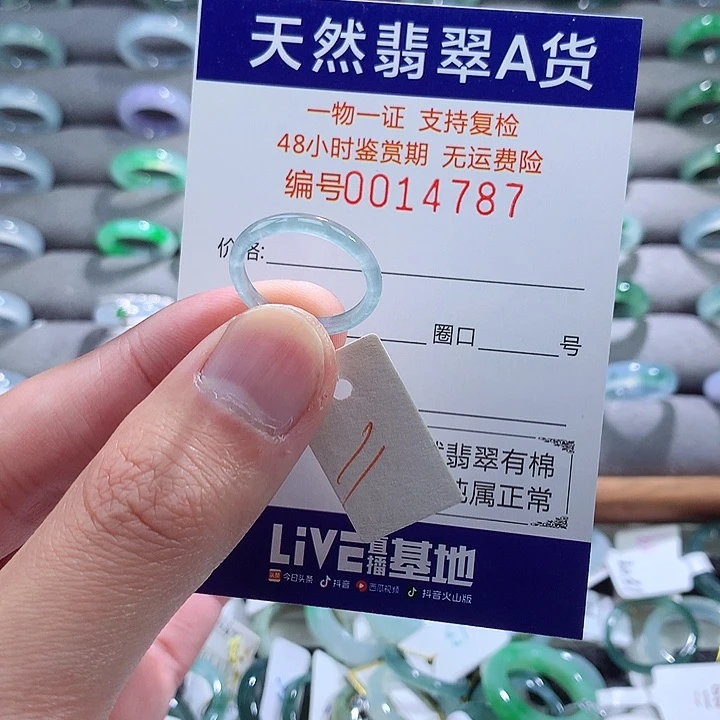 天然翡翠A货
一物一证 支持复检
48小时鉴赏期 无运费险
编号0014787
价格:
圈口 号
11
翡翠有棉
属正常
LiVE直播基地
今日头条 抖音 西瓜视频 抖音火山版